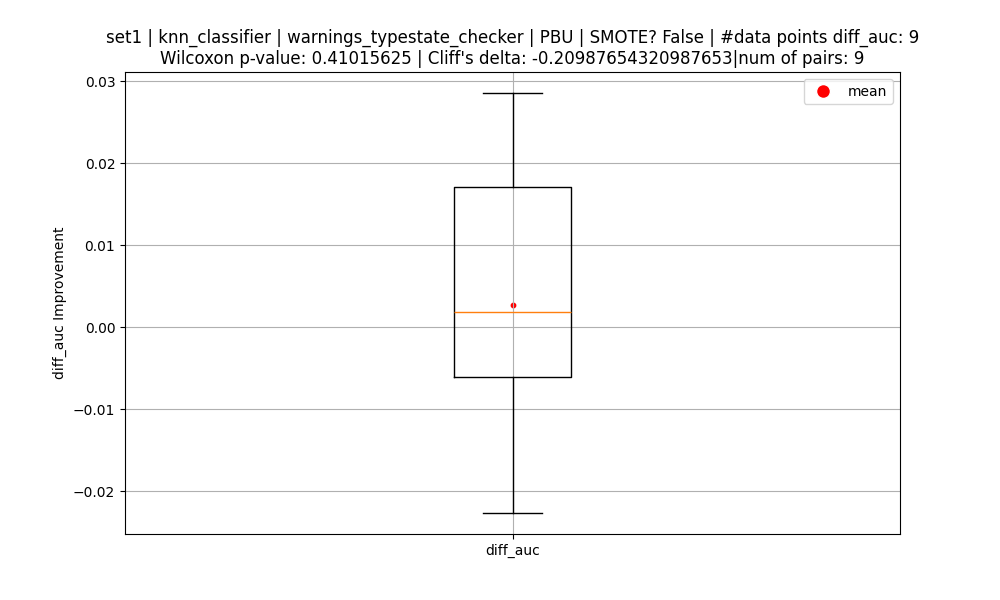 set1 | knn_classifier | warnings_typestate_checker | PBU | SMOTE? False | #data points diff_auc: 9
Wilcoxon p-value: 0.41015625 | Cliff's delta: -0.20987654320987653|num of pairs: 9
mean
0.03
0.02
0.01
0.00
−0.01
−0.02
diff_auc Improvement
diff_auc